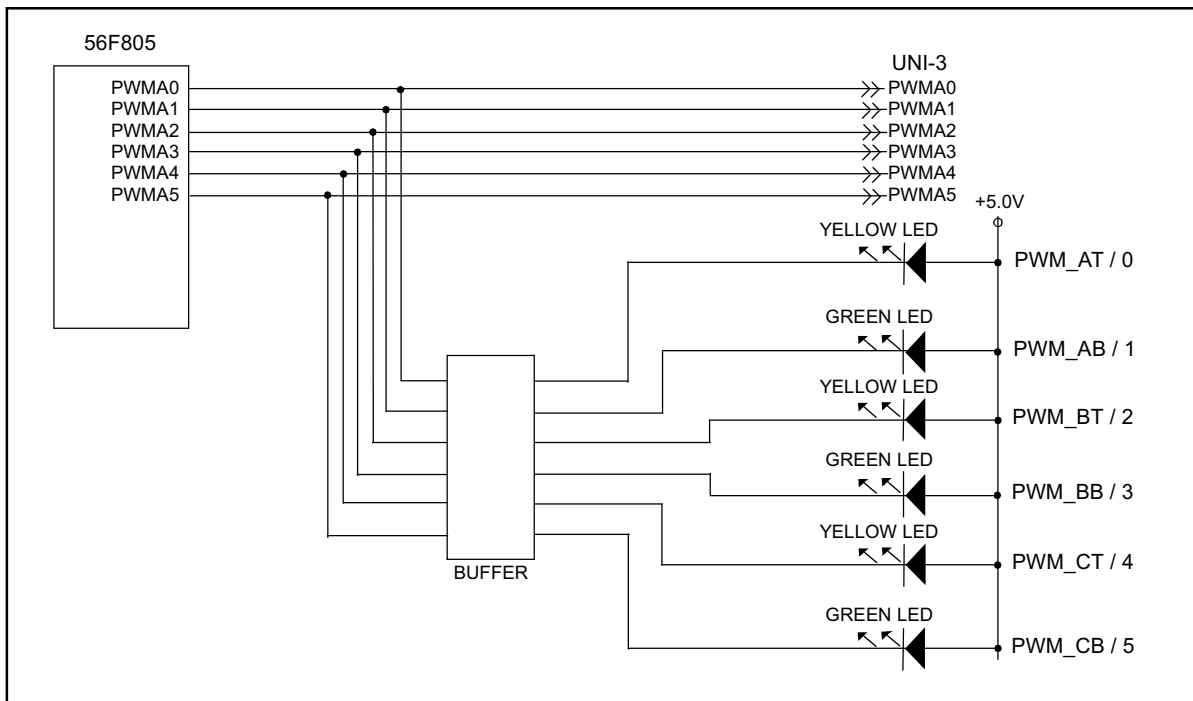 56F805
PWMA0
PWMA1
PWMA2
PWMA3
PWMA4
PWMA5
UNI-3
PWMA0
PWMA1
PWMA2
PWMA3
PWMA4
PWMA5
+5.0V
YELLOW LED
PWM_AT / 0
GREEN LED
PWM_AB / 1
YELLOW LED
PWM_BT / 2
GREEN LED
PWM_BB / 3
YELLOW LED
PWM_CT / 4
GREEN LED
PWM_CB / 5
BUFFER